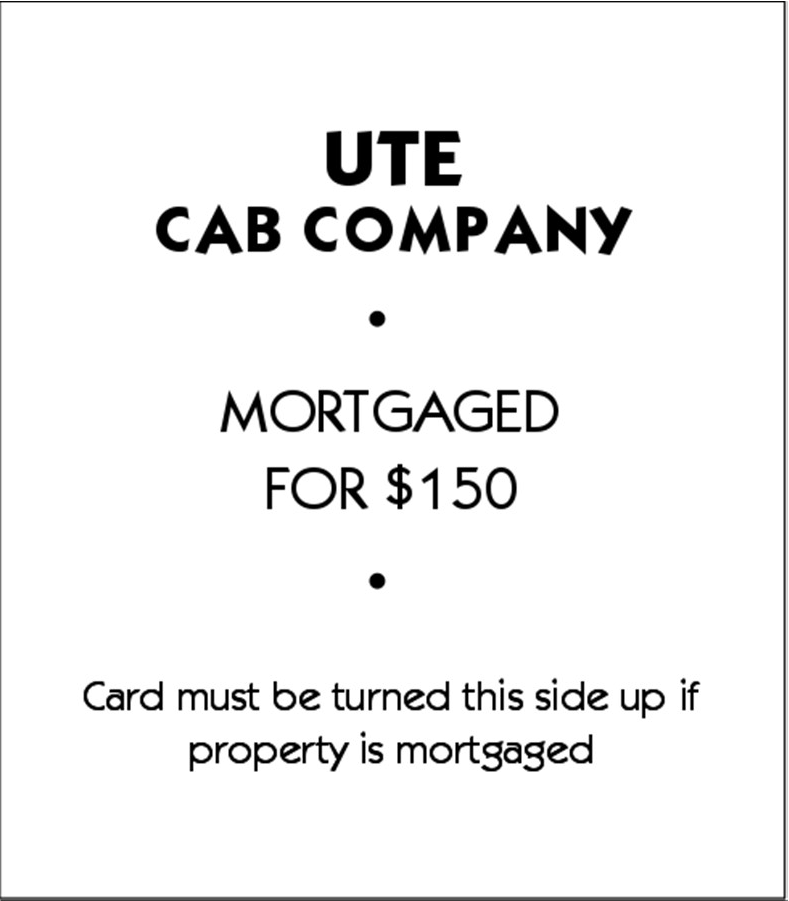 UTE
CAB COMPANY
•
MORTGAGED
FOR $150
•
Card must be turned this side up if
property is mortgaged